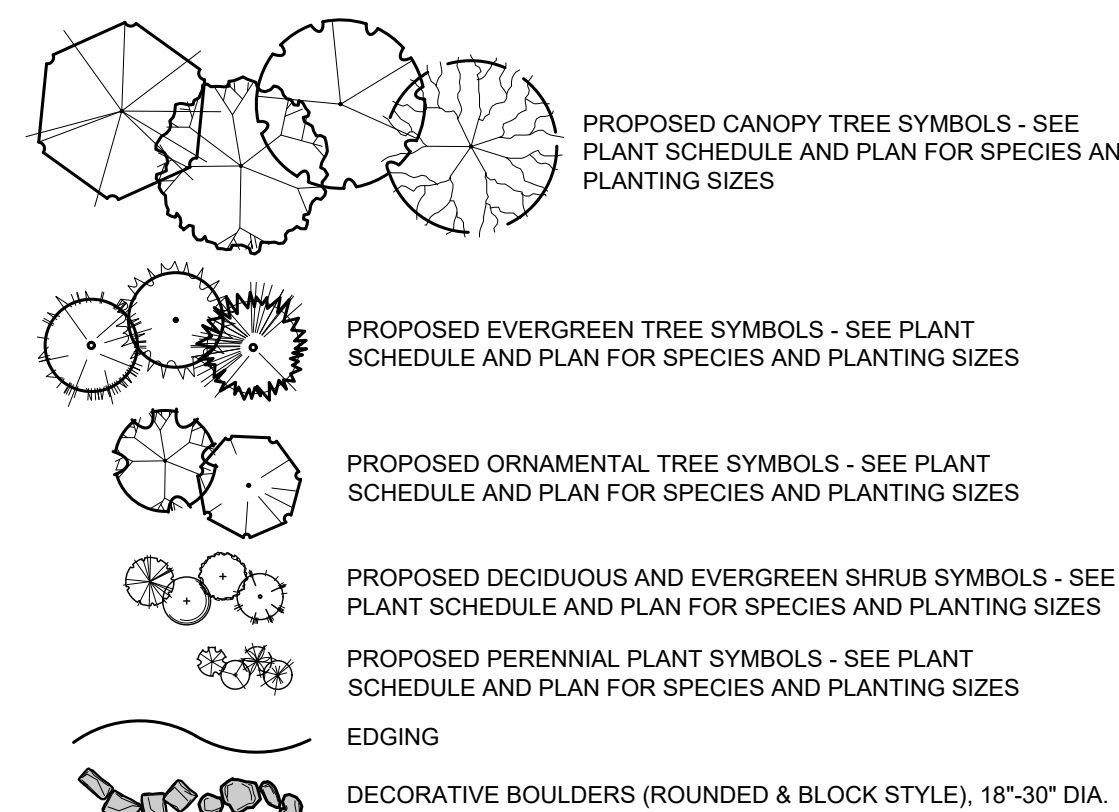 PROPOSED CANOPY TREE SYMBOLS - SEE
PLANT SCHEDULE AND PLAN FOR SPECIES AN
PLANTING SIZES
PROPOSED EVERGREEN TREE SYMBOLS - SEE PLANT
SCHEDULE AND PLAN FOR SPECIES AND PLANTING SIZES
PROPOSED ORNAMENTAL TREE SYMBOLS - SEE PLANT
SCHEDULE AND PLAN FOR SPECIES AND PLANTING SIZES
PROPOSED DECIDUOUS AND EVERGREEN SHRUB SYMBOLS - SEE
PLANT SCHEDULE AND PLAN FOR SPECIES AND PLANTING SIZES
PROPOSED PERENNIAL PLANT SYMBOLS - SEE PLANT
SCHEDULE AND PLAN FOR SPECIES AND PLANTING SIZES
EDGING
DECORATIVE BOULDERS (ROUNDED & BLOCK STYLE), 18"-30" DIA.